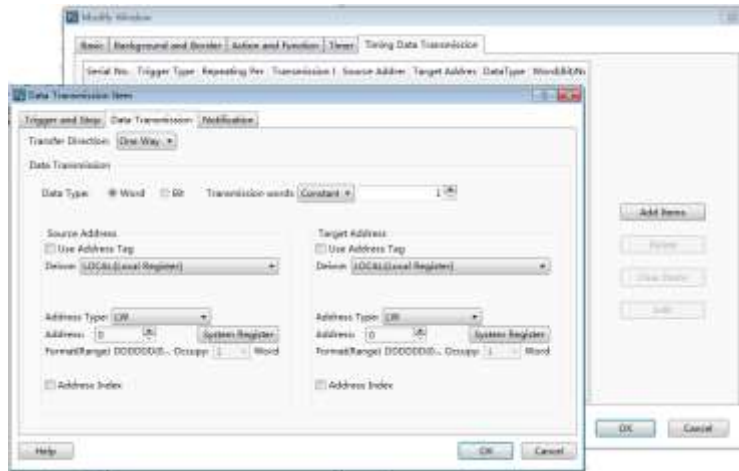 Modify Window
Basic Background and Border Action and Function Timer Timing Data Transmission
Serial No. Trigger Type Repeating Per Transmission Source Addres Target Addres DataType
Data Transmission Item
Trigger and Stop Data Transmission Notification
Transfer Direction: One Way
Data Transmission
Data Type: Word Bit Transmission words Constant 1
Add Items
Source Address Target Address
Use Address Tag Use Address Tag
Device: LOCAL(Local Register) Device: LOCAL(Local Register)
Address Type: LW Address Type: LW
Address: 0 System Register Address: 0 System Register
Format(Range) DDDDDD(0... Occupy: 1 Word Format(Range) DDDDDD(0... Occupy: 1 Word
Address Index Address Index
OK Cancel
Help OK Cancel